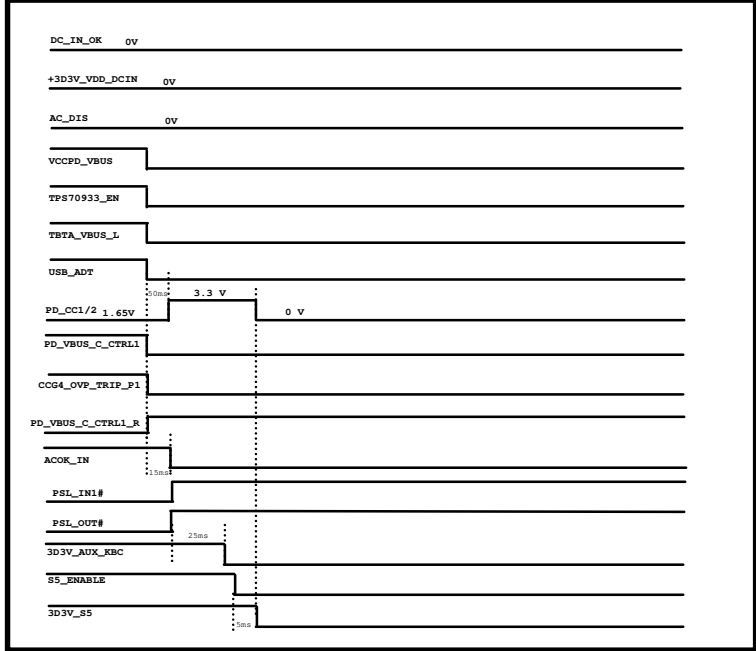 DC_IN_OK 0V
+3D3V_VDD_DCIN 0V
AC_DIS 0V
VCCPD_VBUS
TPS70933_EN
TBTA_VBUS_L
USB_ADT
50ms 3.3 V
PD_CC1/2 1.65V 0 V
PD_VBUS_C_CTRL1
CCG4_OVP_TRIP_P1
PD_VBUS_C_CTRL1_R
ACOK_IN
15ms
PSL_IN1#
PSL_OUT#
25ms
3D3V_AUX_KBC
S5_ENABLE
3D3V_S5
5ms